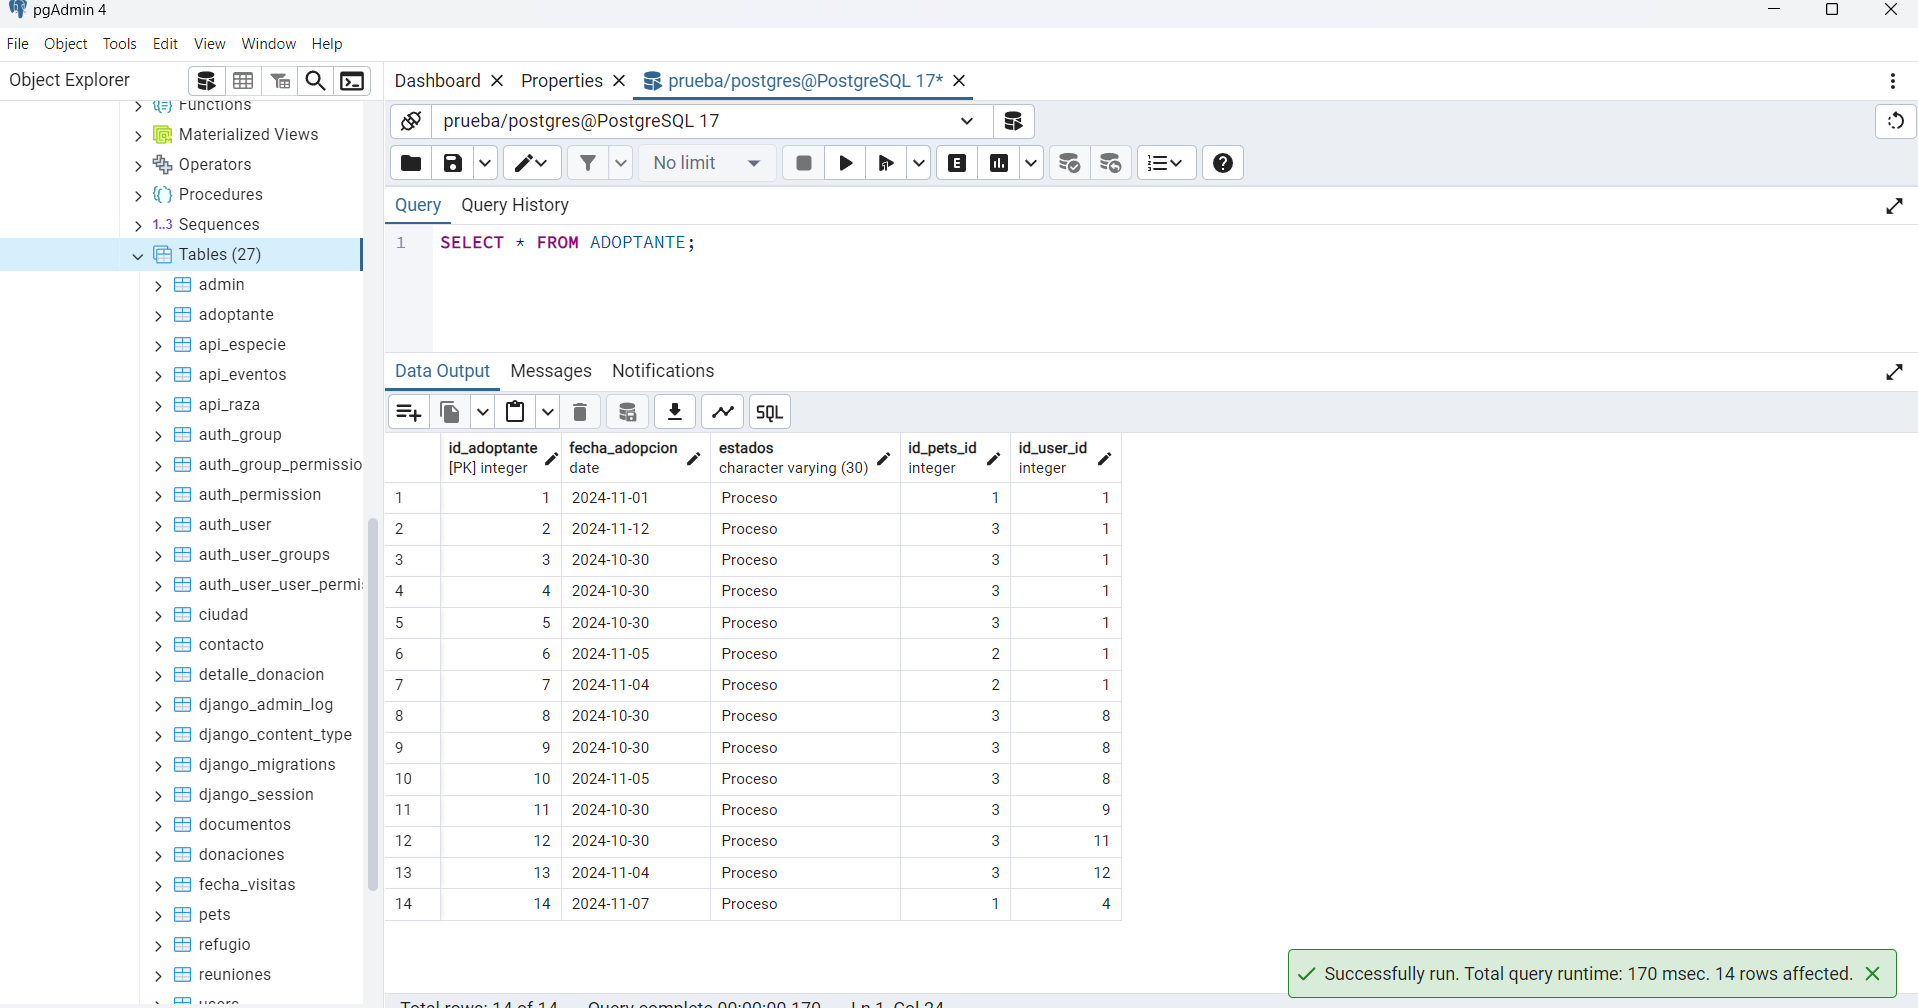 pgAdmin 4
File Object Tools Edit View Window Help
Object Explorer
Functions
Materialized Views
Operators
Procedures
1..3 Sequences
Tables (27)
admin
adoptante
api_especie
api_eventos
api_raza
auth_group
auth_group_permissio
auth_permission
auth_user
auth_user_groups
auth_user_user_permi
ciudad
contacto
detalle_donacion
django_admin_log
django_content_type
django_migrations
django_session
documentos
donaciones
fecha_visitas
pets
refugio
reuniones
users
Dashboard Properties prueba/postgres@PostgreSQL 17*
prueba/postgres@PostgreSQL 17
No limit E
Query Query History
1 SELECT * FROM ADOPTANTE;
Data Output Messages Notifications
SQL
id_adoptante fecha_adopcion estados id_pets_id id_user_id
[PK] integer date character varying (30) integer integer
1 1 2024-11-01 Proceso 1 1
2 2 2024-11-12 Proceso 3 1
3 3 2024-10-30 Proceso 3 1
4 4 2024-10-30 Proceso 3 1
5 5 2024-10-30 Proceso 3 1
6 6 2024-11-05 Proceso 2 1
7 7 2024-11-04 Proceso 2 1
8 8 2024-10-30 Proceso 3 8
9 9 2024-10-30 Proceso 3 8
10 10 2024-11-05 Proceso 3 8
11 11 2024-10-30 Proceso 3 9
12 12 2024-10-30 Proceso 3 11
13 13 2024-11-04 Proceso 3 12
14 14 2024-11-07 Proceso 1 4
Successfully run. Total query runtime: 170 msec. 14 rows affected.
Total rows: 14 of 14 Query complete 00:00:00.170 Ln 1, Col 24